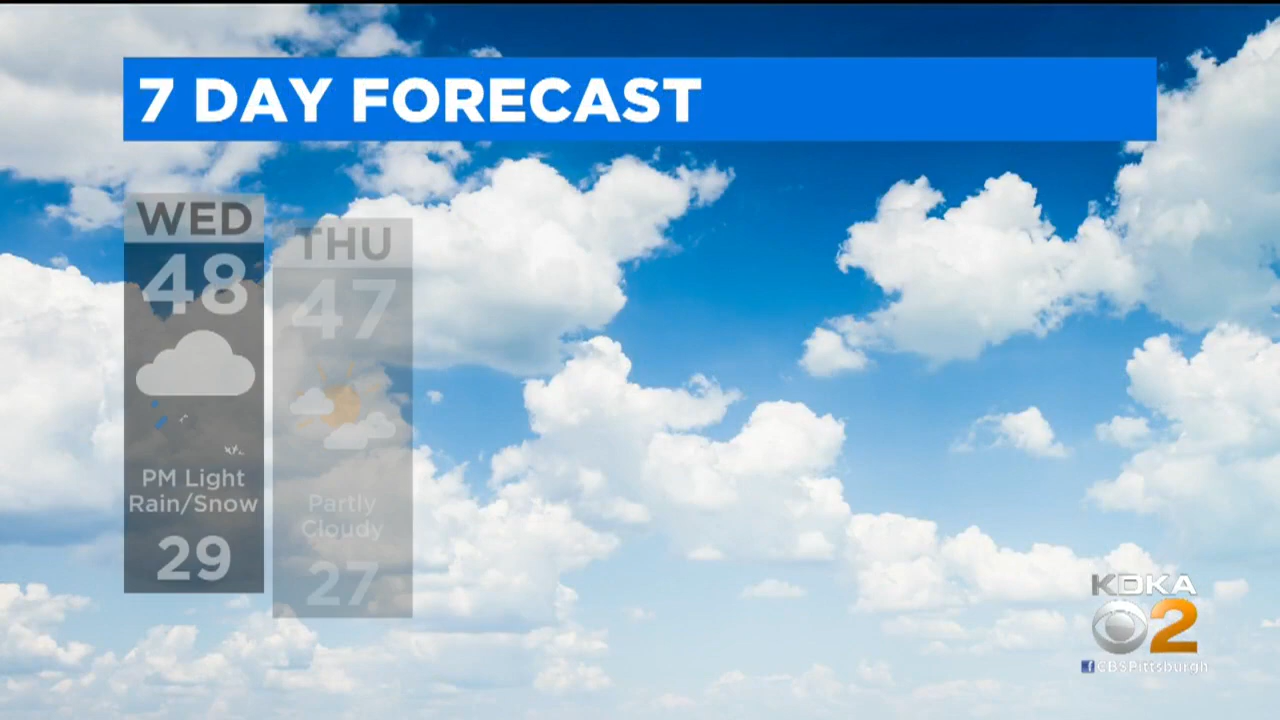 7 DAY FORECAST
WED
48
PM Light
Rain/Snow
29
THU
47
Partly
Cloudy
27
KDKA
2
CBSPittsburgh